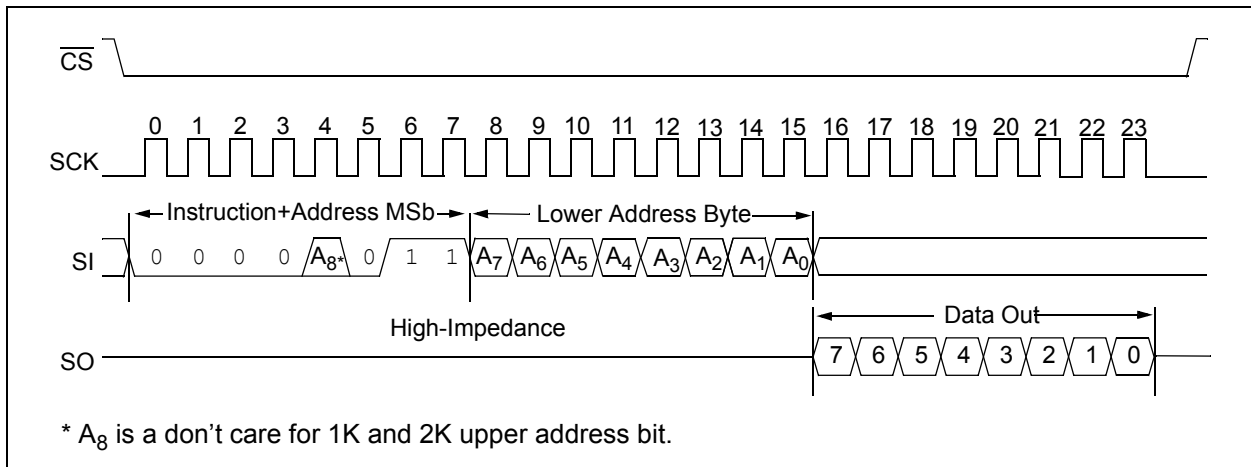 CS
0 1 2 3 4 5 6 7 8 9 10 11 12 13 14 15 16 17 18 19 20 21 22 23
SCK
Instruction+Address MSb Lower Address Byte
SI 0 0 0 0 A8* 0 1 1 A7 A6 A5 A4 A3 A2 A1 A0
High-Impedance Data Out
SO 7 6 5 4 3 2 1 0
* A8 is a don't care for 1K and 2K upper address bit.